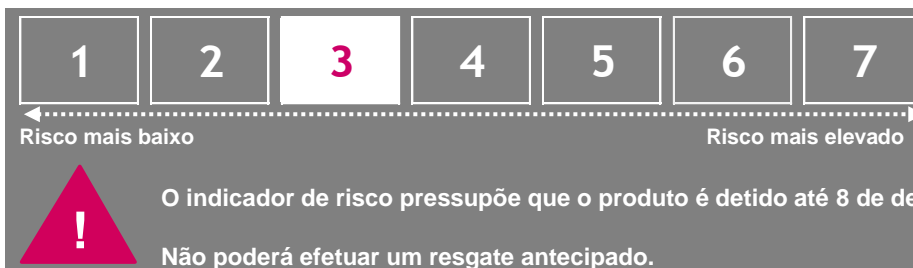 1 2 3 4 5 6 7
Risco mais baixo Risco mais elevado
O indicador de risco pressupõe que o produto é detido até 8 de
!
Não poderá efetuar um resgate antecipado.